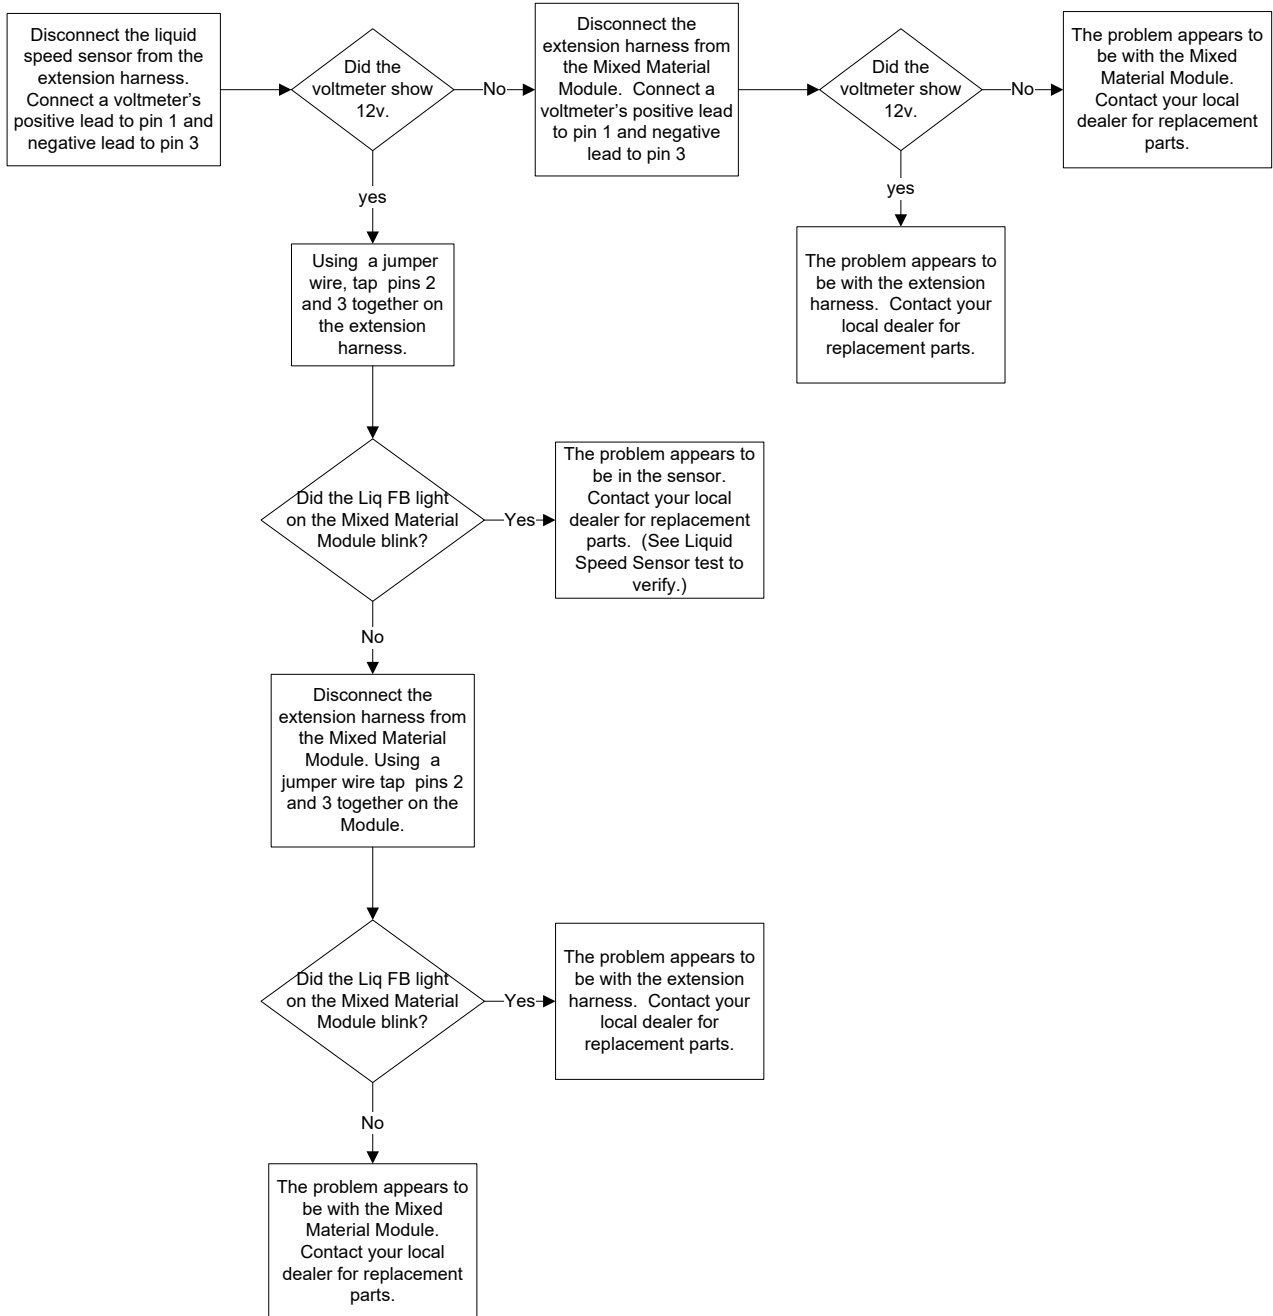 Disconnect the liquid
speed sensor from the
extension harness.
Connect a voltmeter's
positive lead to pin 1 and
negative lead to pin 3
Did the
voltmeter show
12v.
No
Disconnect the
extension harness from
the Mixed Material
Module. Connect a
voltmeter's positive lead
to pin 1 and negative
lead to pin 3
Did the
voltmeter show
12v.
No
The problem appears to
be with the Mixed
Material Module.
Contact your local
dealer for replacement
parts.
yes
yes
The problem appears to
be with the extension
harness. Contact your
local dealer for
replacement parts.
Using a jumper
wire, tap pins 2
and 3 together on
the extension
harness.
Did the Liq FB light
on the Mixed Material
Module blink?
Yes
The problem appears to
be in the sensor.
Contact your local
dealer for replacement
parts. (See Liquid
Speed Sensor test to
verify.)
No
Disconnect the
extension harness from
the Mixed Material
Module. Using a
jumper wire tap pins 2
and 3 together on the
Module.
Did the Liq FB light
on the Mixed Material
Module blink?
Yes
The problem appears to
be with the extension
harness. Contact your
local dealer for
replacement parts.
No
The problem appears to
be with the Mixed
Material Module.
Contact your local
dealer for replacement
parts.